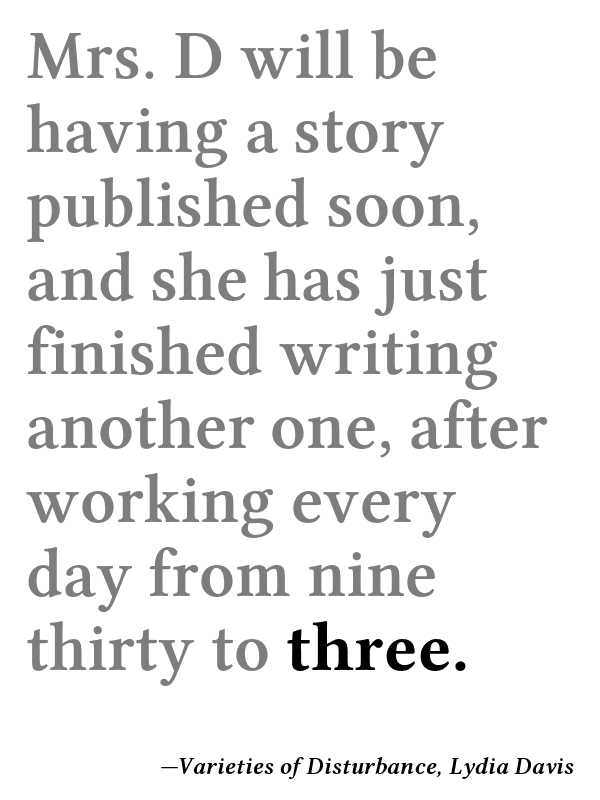 Mrs. D will be
having a story
published soon,
and she has just
finished writing
another one, after
working every
day from nine
thirty to three.
—Varieties of Disturbance, Lydia Davis